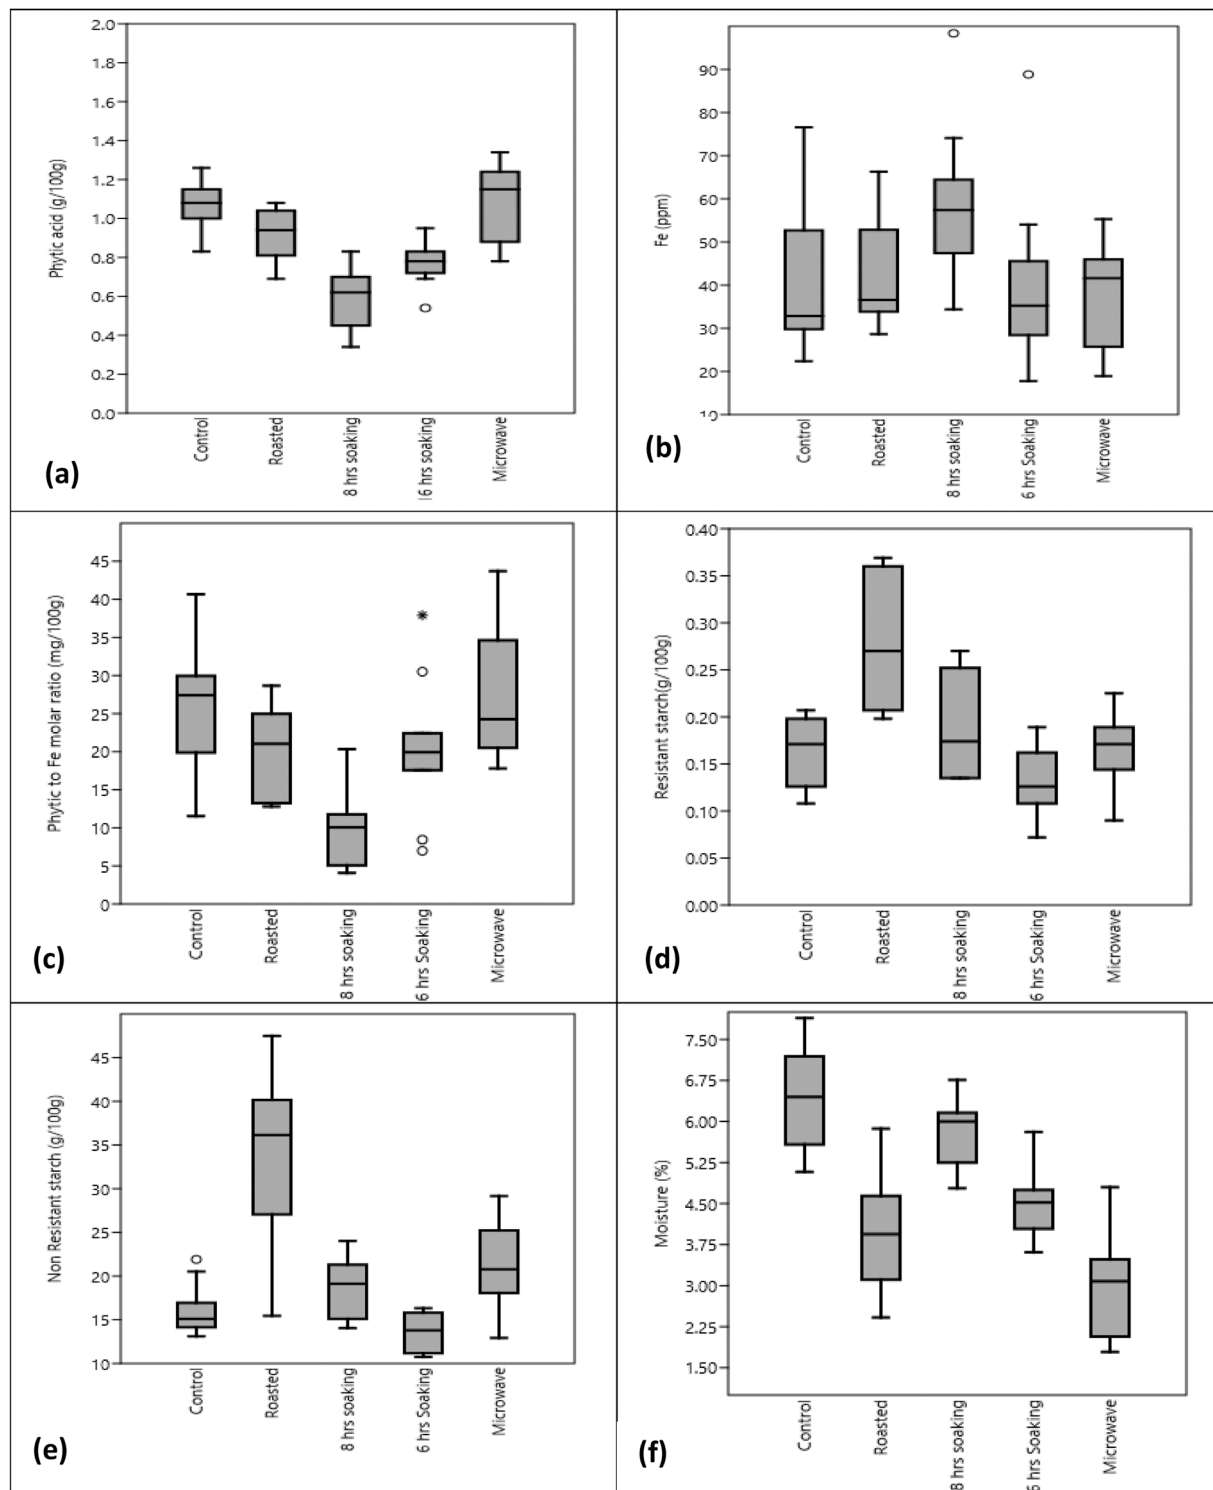 2.0
1.8
1.6
1.4
1.2
1.0
0.8
0.6
0.4
0.2
0.0
Phytic acid (g/100g)
Control
Roasted
8 hrs soaking
16 hrs soaking
Microwave
(a)
90
80
70
60
50
40
30
20
10
Fe (ppm)
Control
Roasted
8 hrs soaking
6 hrs Soaking
Microwave
(b)
45
40
35
30
25
20
15
10
5
0
Phytic to Fe molar ratio (mg/100g)
Control
Roasted
8 hrs soaking
6 hrs Soaking
Microwave
(c)
0.40
0.35
0.30
0.25
0.20
0.15
0.10
0.05
0.00
Resistant starch(g/100g)
Control
Roasted
8 hrs soaking
6 hrs Soaking
Microwave
(d)
45
40
35
30
25
20
15
10
Non Resistant starch (g/100g)
Control
Roasted
8 hrs soaking
6 hrs Soaking
Microwave
(e)
7.50
6.75
6.00
5.25
4.50
3.75
3.00
2.25
1.50
Moisture (%)
Control
Roasted
8 hrs soaking
6 hrs Soaking
Microwave
(f)